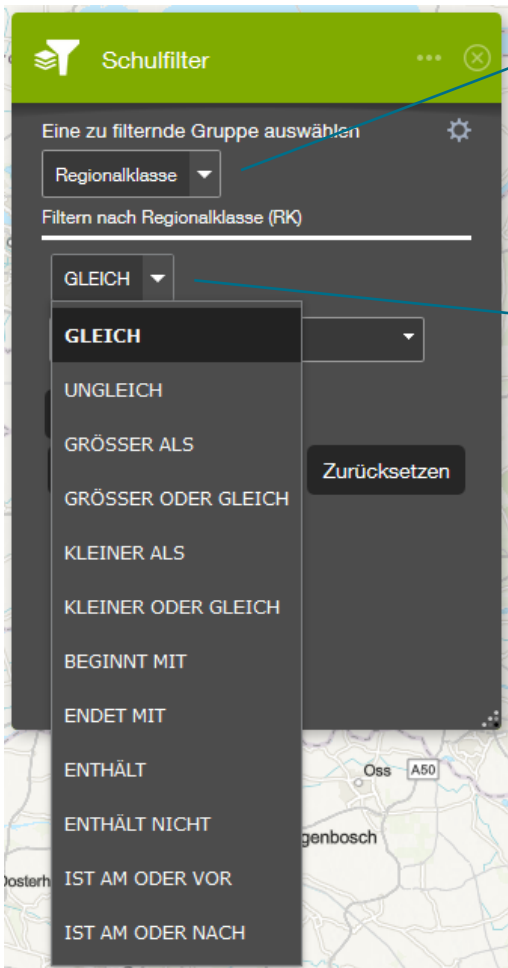 Schulfilter
Eine zu filternde Gruppe auswählen
Regionalklasse
Filtern nach Regionalklasse (RK)
GLEICH
GLEICH
UNGLEICH
GRÖSSER ALS
Zurücksetzen
GRÖSSER ODER GLEICH
KLEINER ALS
KLEINER ODER GLEICH
BEGINNT MIT
ENDET MIT
ENTHÄLT
Oss A50
ENTHÄLT NICHT
genbosch
Oosterh
IST AM ODER VOR
IST AM ODER NACH